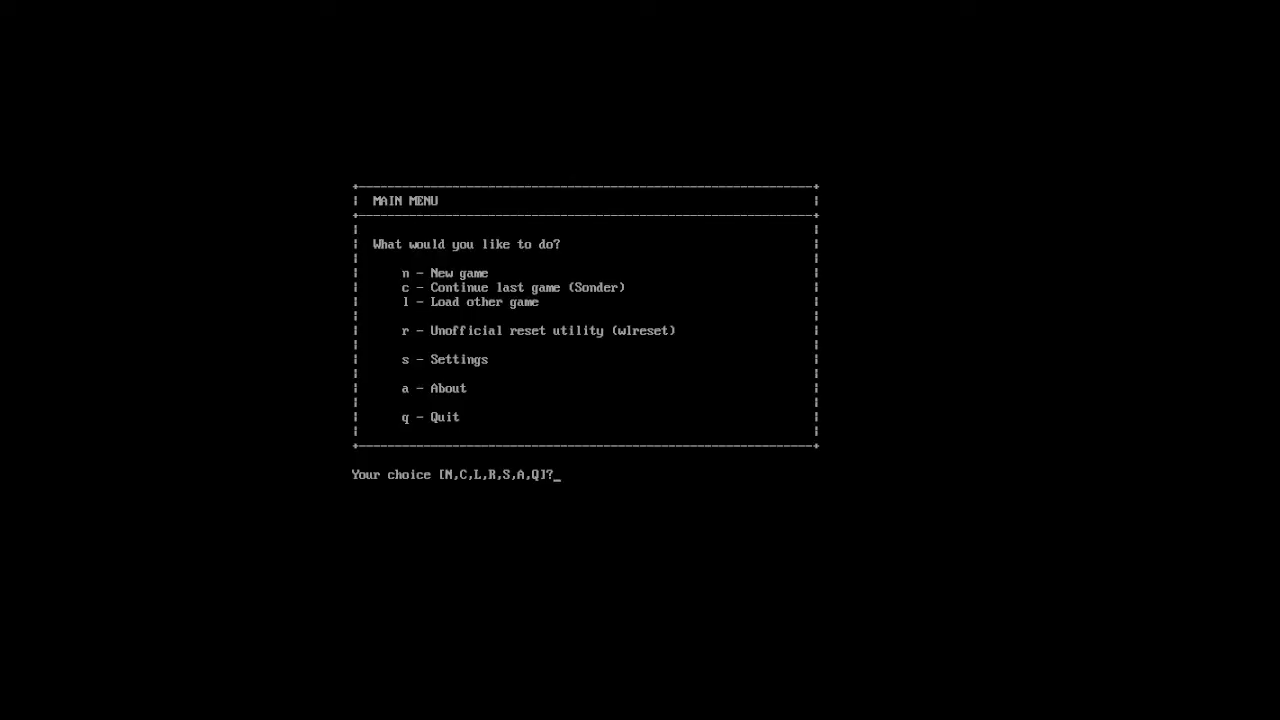 MAIN MENU
What would you like to do?
n - New game
c - Continue last game (Sonder)
l - Load other game
r - Unofficial reset utility (wlreset)
s - Settings
a - About
q - Quit
Your choice [N,C,L,R,S,A,Q]?_